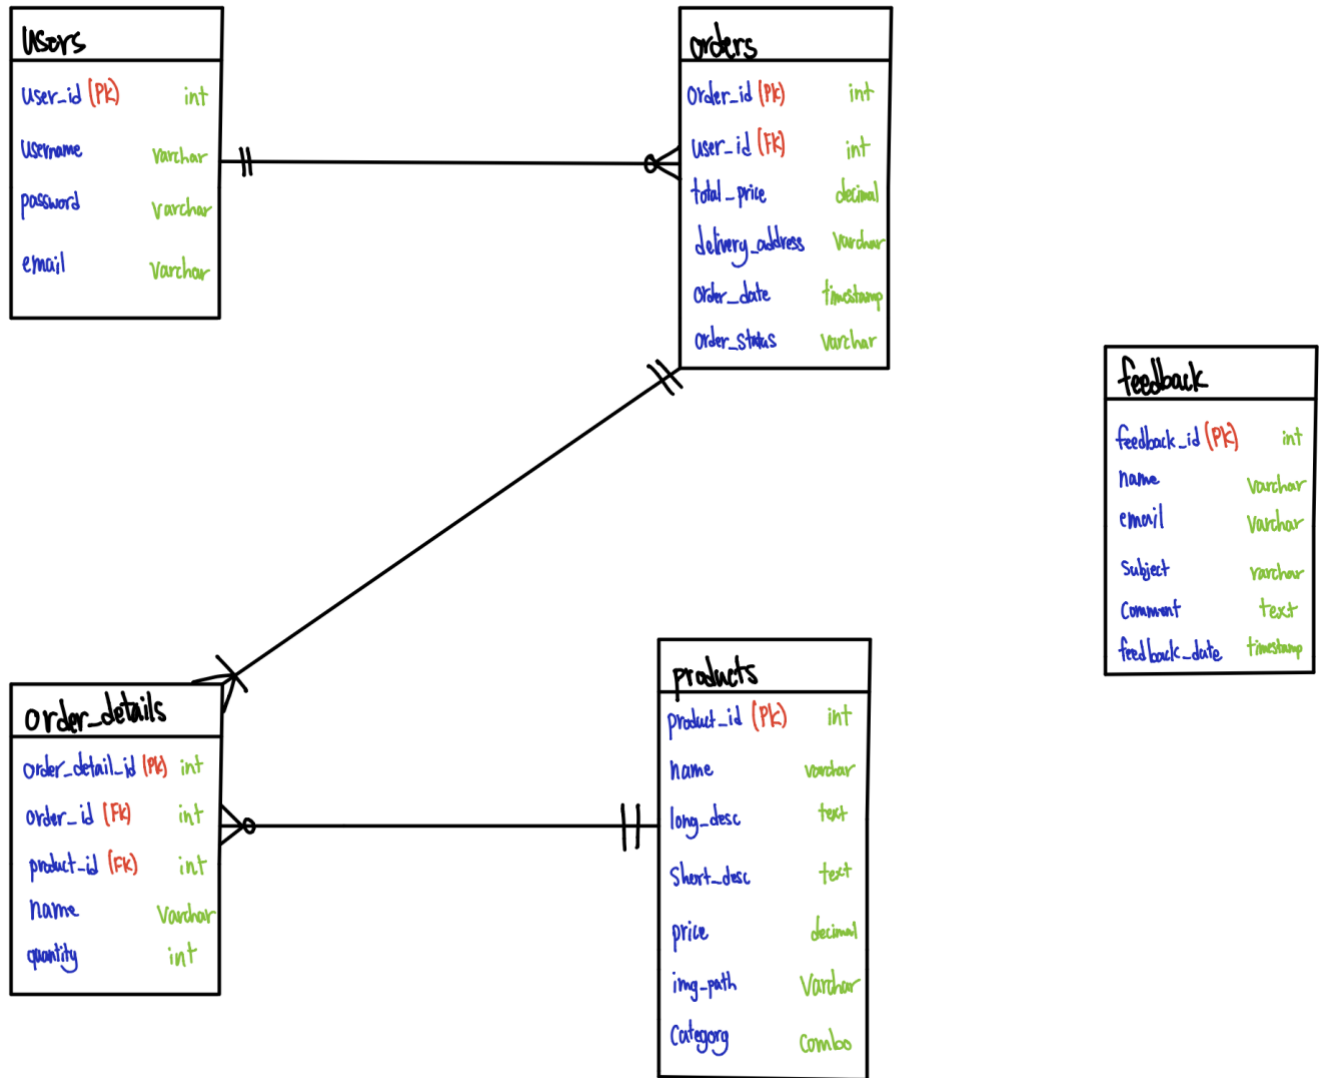 users
user_id (PK) int
username varchar
password varchar
email varchar
orders
order_id (PK) int
user_id (FK) int
total_price decimal
delivery_address varchar
order_date timestamp
order_status varchar
feedback
feedback_id (PK) int
name varchar
email varchar
subject varchar
comment text
feedback_date timestamp
order_details
order_detail_id (PK) int
order_id (FK) int
product_id (FK) int
name varchar
quantity int
products
product_id (PK) int
name varchar
long_desc text
short_desc text
price decimal
img_path varchar
category combo